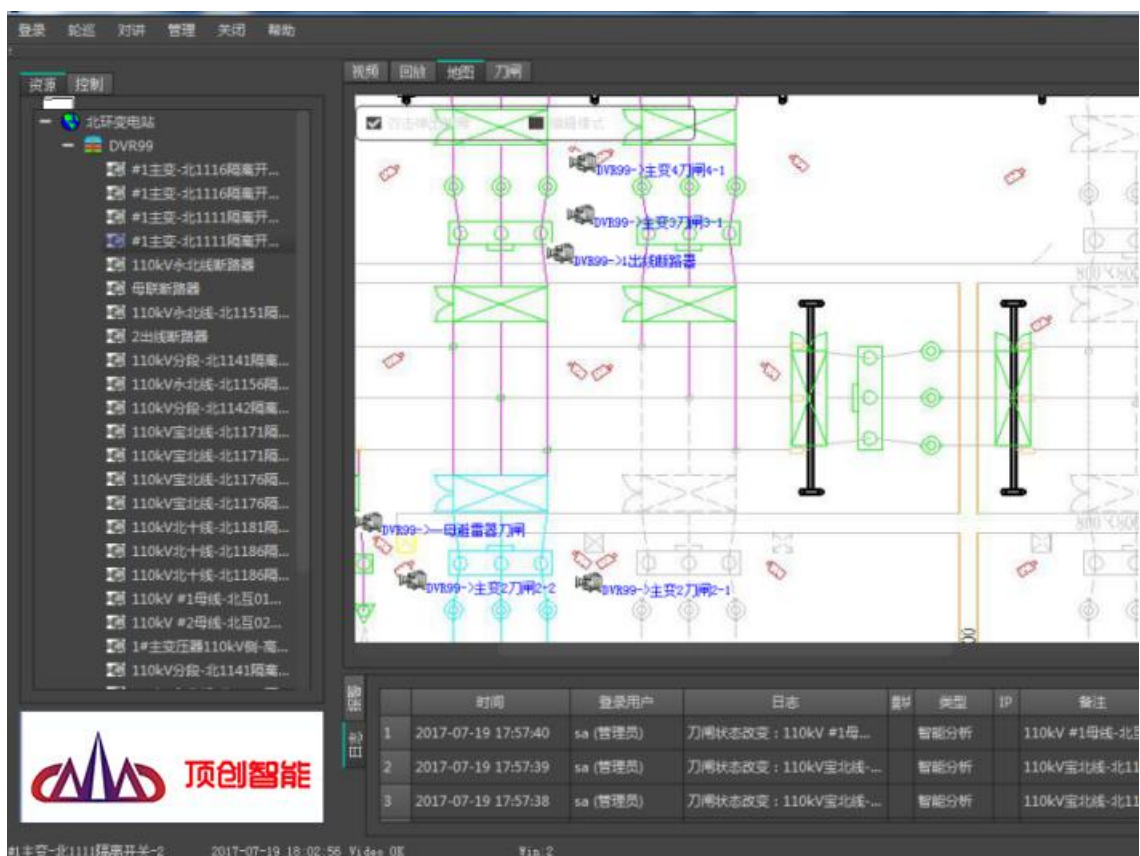 登录 轮巡 对讲 管理 关闭 帮助
资源 控制
视频 回放 地图 刀闸
北环变电站
DVR99
#1主变-北1116隔离开...
#1主变-北1116隔离开...
#1主变-北1111隔离开...
#1主变-北1111隔离开...
110kV永北线断路器
母联断路器
110kV永北线-北1151隔...
2出线断路器
110kV分段-北1141隔离...
110kV永北线-北1156隔...
110kV分段-北1142隔离...
110kV宝北线-北1171隔...
110kV宝北线-北1171隔...
110kV宝北线-北1176隔...
110kV宝北线-北1176隔...
110kV北十线-北1181隔...
110kV北十线-北1186隔...
110kV北十线-北1186隔...
110kV #1母线-北互01...
110kV #2母线-北互02...
1#主变压器110kV侧-高...
110kV分段-北1141隔离...
编辑模式
DVR99->主变4刀闸4-1
DVR99->主变3刀闸3-1
DVR99->1出线断路器
DVR99->一母避雷器刀闸
DVR99->主变2刀闸2-2
DVR99->主变2刀闸2-1
顶创智能
日志
时间 登录用户 日志 类型 IP 备注
1 2017-07-19 17:57:40 sa (管理员) 刀闸状态改变：110kV #1母... 智能分析 110kV #1母线-北互
2 2017-07-19 17:57:39 sa (管理员) 刀闸状态改变：110kV宝北线-... 智能分析 110kV宝北线-北11
3 2017-07-19 17:57:38 sa (管理员) 刀闸状态改变：110kV宝北线-... 智能分析 110kV宝北线-北11
#1主变-北1111隔离开关-2 2017-07-19 18:02:56 Video OK Win:2